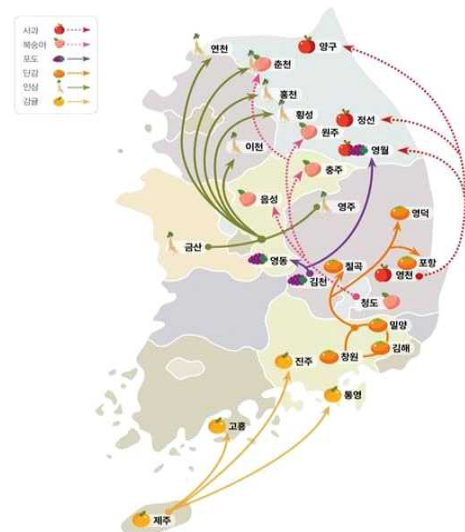 사과
복숭아
포도
단감
인삼
감귤
연천
춘천
양구
홍천
횡성
정선
원주
이천
영월
충주
음성
영주
영덕
금산
영동
칠곡
포항
김천
영천
청도
밀양
창원
김해
진주
통영
고흥
제주